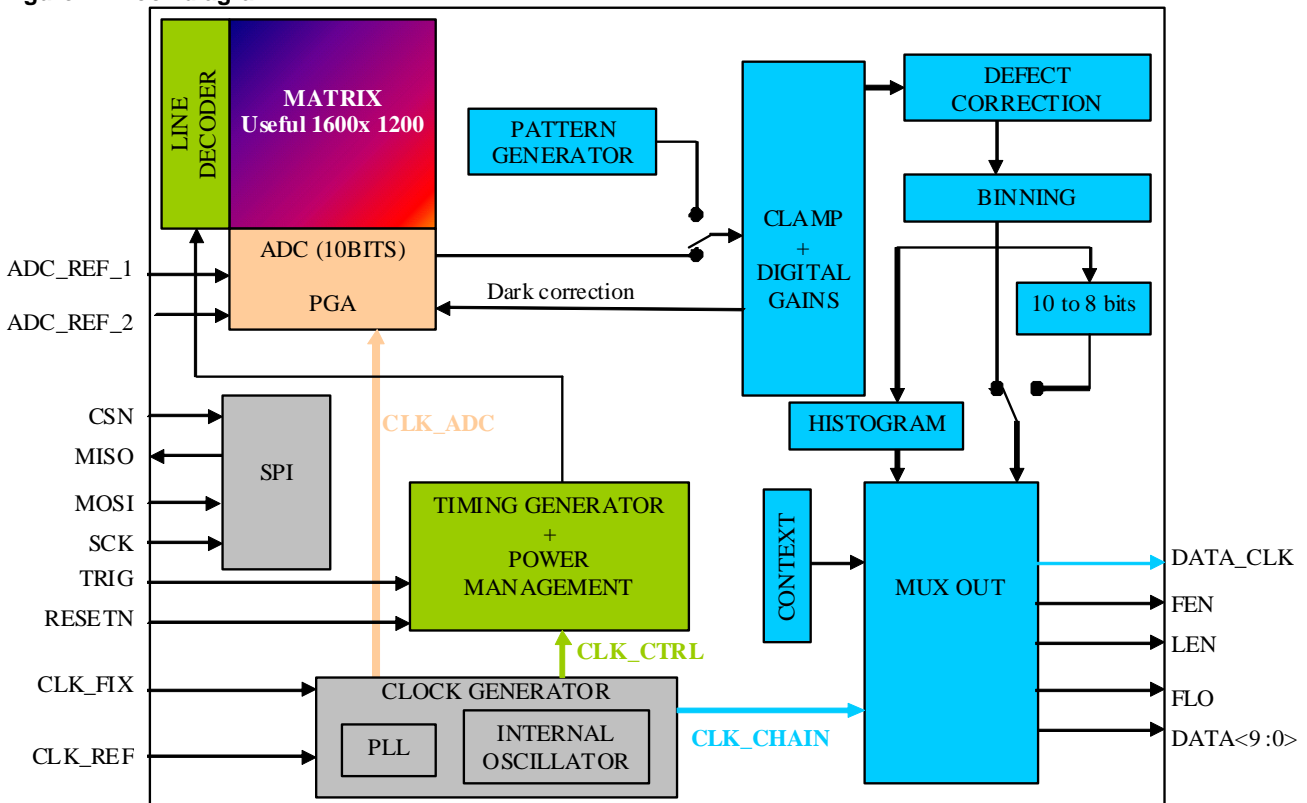 LINE
DECODER
MATRIX
Useful 1600x 1200
ADC (10BITS)
PGA
ADC_REF_1
ADC_REF_2
PATTERN
GENERATOR
Dark correction
CLAMP
+
DIGITAL
GAINS
DEFECT
CORRECTION
BINNING
10 to 8 bits
HISTOGRAM
CSN
MISO
MOSI
SCK
TRIG
RESETN
CLK_FIX
CLK_REF
SPI
CLK_ADC
TIMING GENERATOR
+
POWER
MANAGEMENT
CLK_CTRL
CLOCK GENERATOR
PLL
INTERNAL
OSCILLATOR
CLK_CHAIN
CONTEXT
MUX OUT
DATA_CLK
FEN
LEN
FLO
DATA<9 :0>